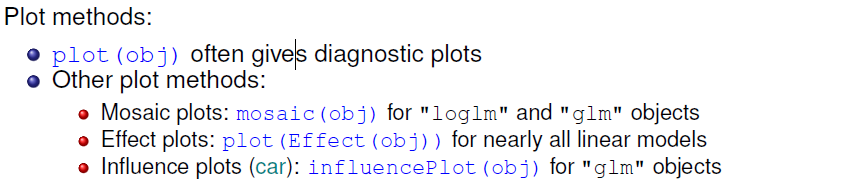 Plot methods:
plot(obj) often gives diagnostic plots
Other plot methods:
Mosaic plots: mosaic(obj) for "loglm" and "glm" objects
Effect plots: plot(Effect(obj)) for nearly all linear models
Influence plots (car): influencePlot(obj) for "glm" objects